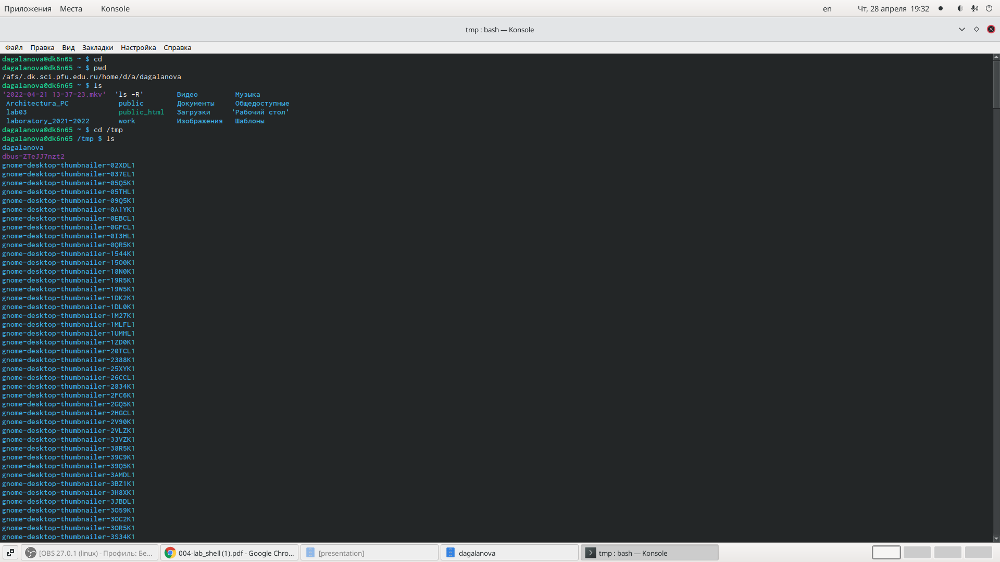 Приложения Места Konsole en Чт, 28 апреля 19:32
tmp : bash — Konsole
Файл Правка Вид Закладки Настройка Справка
dagalanova@dk6n65 ~ $ cd
dagalanova@dk6n65 ~ $ pwd
/afs/.dk.sci.pfu.edu.ru/home/d/a/dagalanova
dagalanova@dk6n65 ~ $ ls
'2022-04-21 13-37-23.mkv' 'ls -R' Видео Музыка
Architectura_PC public Документы Общедоступные
lab03 public_html Загрузки 'Рабочий стол'
laboratory_2021-2022 work Изображения Шаблоны
dagalanova@dk6n65 ~ $ cd /tmp
dagalanova@dk6n65 /tmp $ ls
dagalanova
dbus-ZTeJJ7nzt2
gnome-desktop-thumbnailer-02XDL1
gnome-desktop-thumbnailer-037EL1
gnome-desktop-thumbnailer-05Q5K1
gnome-desktop-thumbnailer-05THL1
gnome-desktop-thumbnailer-09Q5K1
gnome-desktop-thumbnailer-0A1YK1
gnome-desktop-thumbnailer-0EBCL1
gnome-desktop-thumbnailer-0GFCL1
gnome-desktop-thumbnailer-0I3HL1
gnome-desktop-thumbnailer-0QR5K1
gnome-desktop-thumbnailer-1544K1
gnome-desktop-thumbnailer-15O0K1
gnome-desktop-thumbnailer-18N0K1
gnome-desktop-thumbnailer-19R5K1
gnome-desktop-thumbnailer-19W5K1
gnome-desktop-thumbnailer-1DK2K1
gnome-desktop-thumbnailer-1DL0K1
gnome-desktop-thumbnailer-1M27K1
gnome-desktop-thumbnailer-1MLFL1
gnome-desktop-thumbnailer-1UMHL1
gnome-desktop-thumbnailer-1ZD0K1
gnome-desktop-thumbnailer-20TCL1
gnome-desktop-thumbnailer-2388K1
gnome-desktop-thumbnailer-25XYK1
gnome-desktop-thumbnailer-26CCL1
gnome-desktop-thumbnailer-2834K1
gnome-desktop-thumbnailer-2FC6K1
gnome-desktop-thumbnailer-2GQ5K1
gnome-desktop-thumbnailer-2HGCL1
gnome-desktop-thumbnailer-2V90K1
gnome-desktop-thumbnailer-2VLZK1
gnome-desktop-thumbnailer-33VZK1
gnome-desktop-thumbnailer-38R5K1
gnome-desktop-thumbnailer-39C9K1
gnome-desktop-thumbnailer-39Q5K1
gnome-desktop-thumbnailer-3AMDL1
gnome-desktop-thumbnailer-3BZ1K1
gnome-desktop-thumbnailer-3H8XK1
gnome-desktop-thumbnailer-3JBDL1
gnome-desktop-thumbnailer-3O59K1
gnome-desktop-thumbnailer-3OC2K1
gnome-desktop-thumbnailer-3OR5K1
gnome-desktop-thumbnailer-3S34K1
[OBS 27.0.1 (linux) - Профиль: Бе... 004-lab_shell (1).pdf - Google Chro... [presentation] dagalanova tmp : bash — Konsole